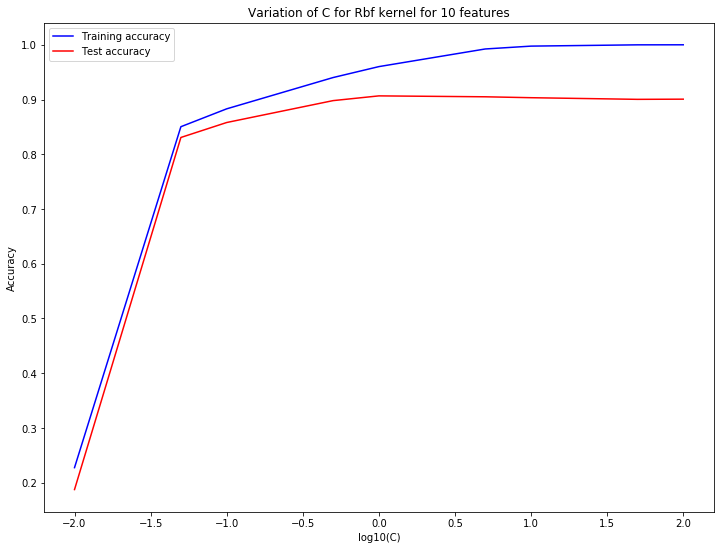 Variation of C for Rbf kernel for 10 features
Training accuracy
Test accuracy
1.0
0.9
0.8
0.7
0.6
0.5
0.4
0.3
0.2
Accuracy
−2.0 −1.5 −1.0 −0.5 0.0 0.5 1.0 1.5 2.0
log10(C)